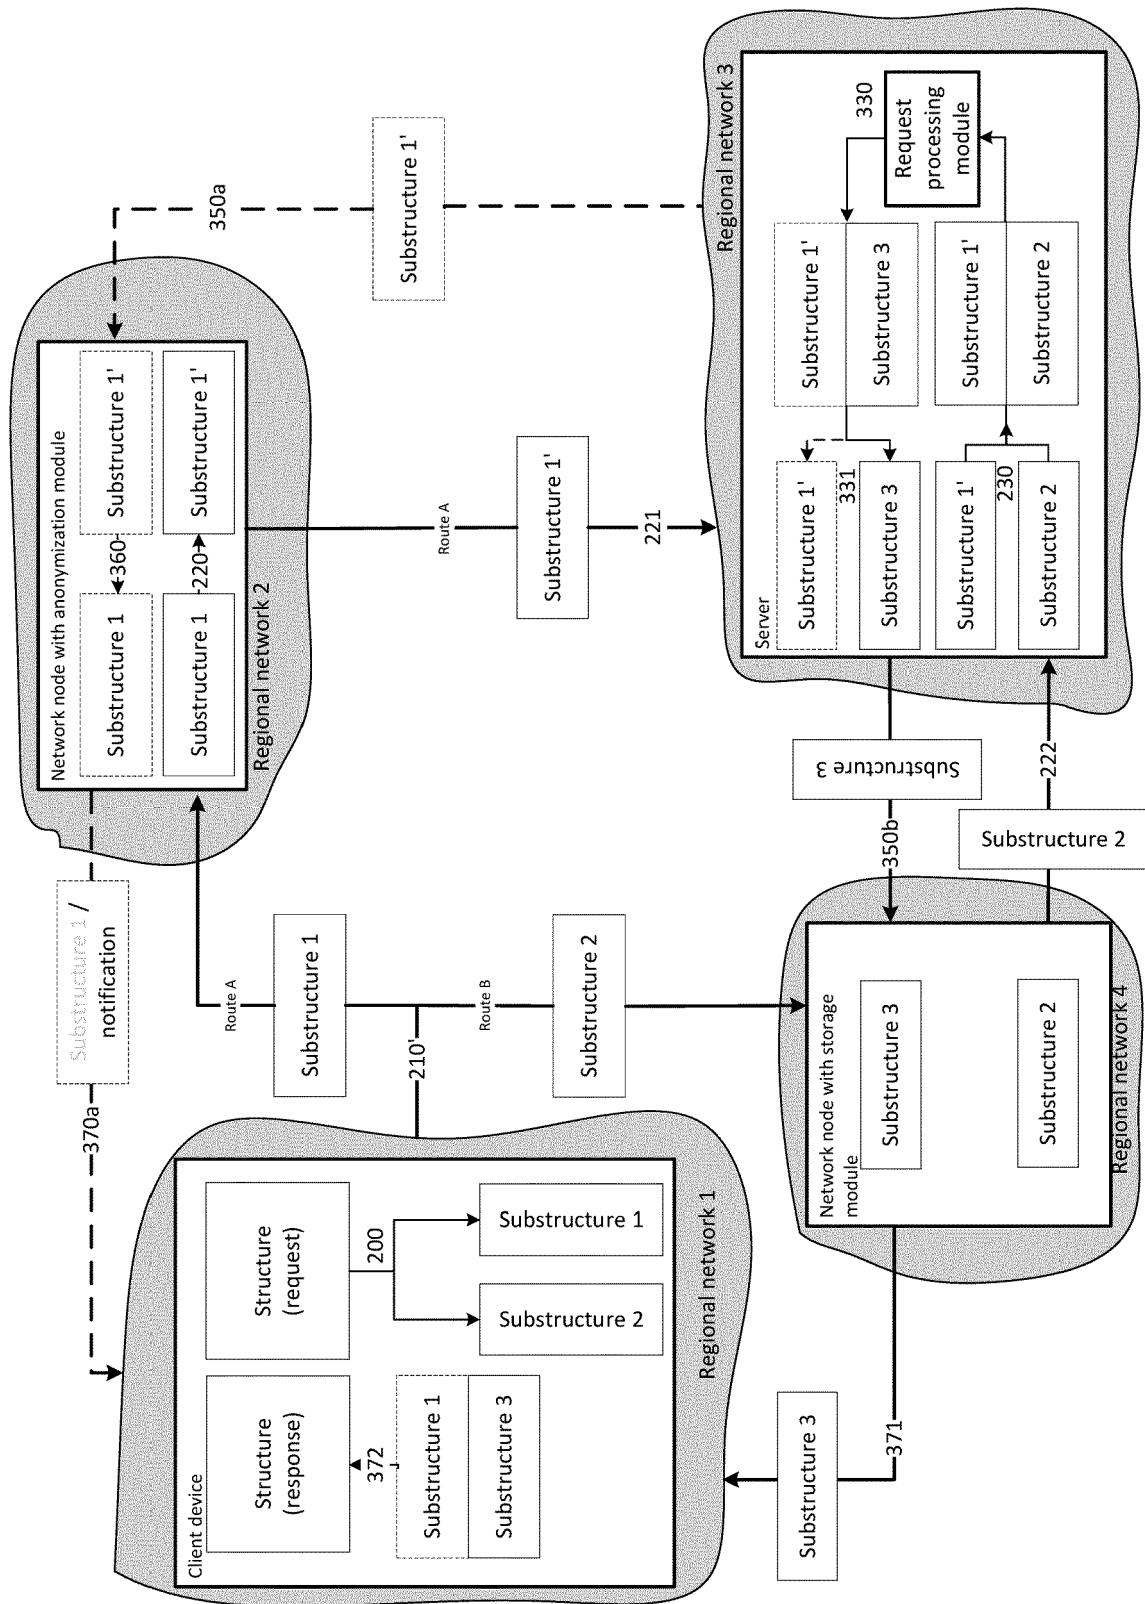 Client device
Structure
(response)
372
Substructure 1
Substructure 3
Structure
(request)
200
Substructure 2
Substructure 1
Regional network 1
370a
Substructure 1 /
notification
210'
Route A
Substructure 1
Route B
Substructure 2
Network node with anonymization module
Substructure 1
360
Substructure 1'
Substructure 1
220
Substructure 1'
Regional network 2
350a
Substructure 1'
Route A
Substructure 1'
221
Regional network 3
Server
Substructure 1'
331
Substructure 3
Substructure 1'
230
Substructure 2
Substructure 1'
Substructure 3
Substructure 1'
Substructure 2
330
Request
processing
module
Substructure 3
350b
222
Substructure 2
Network node with storage
module
Substructure 3
Substructure 2
Regional network 4
371
Substructure 3